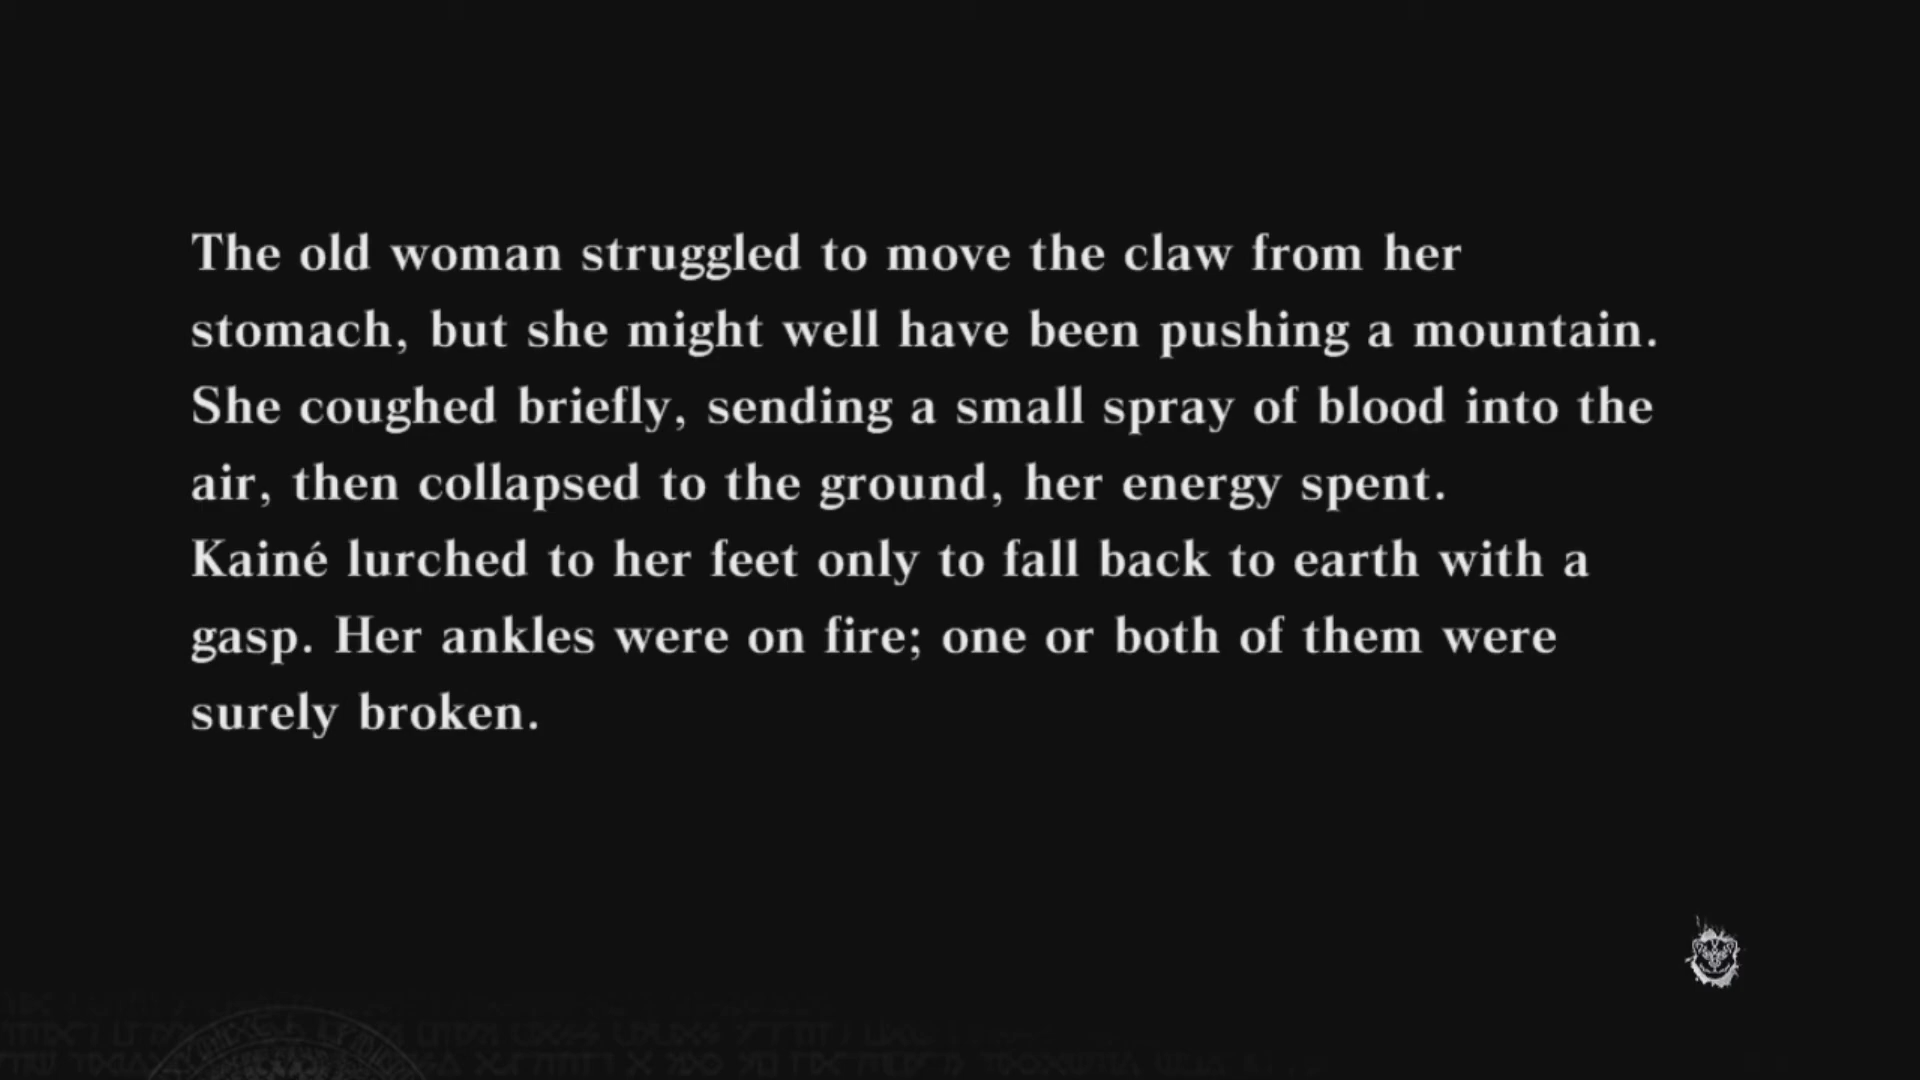 The old woman struggled to move the claw from her
stomach, but she might well have been pushing a mountain.
She coughed briefly, sending a small spray of blood into the
air, then collapsed to the ground, her energy spent.
Kainé lurched to her feet only to fall back to earth with a
gasp. Her ankles were on fire; one or both of them were
surely broken.